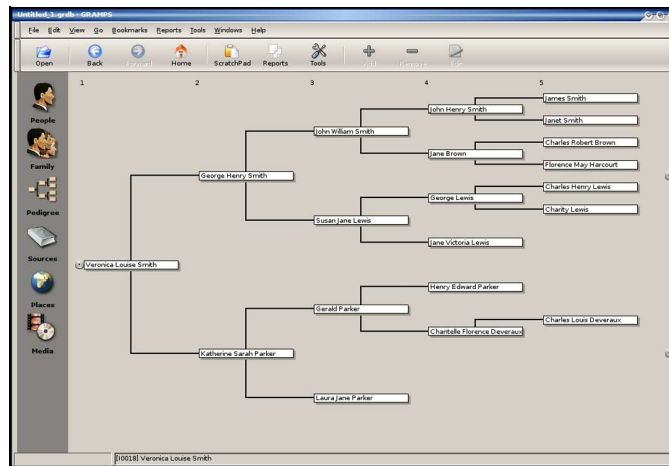 Untitled_1.grdb - GRAMPS
File Edit View Go Bookmarks Reports Tools Windows Help
Open Back Forward Home ScratchPad Reports Tools Add Remove Edit
1 2 3 4 5
People
Family
Pedigree
Sources
Places
Media
Veronica Louise Smith
George Henry Smith
Katherine Sarah Parker
John William Smith
Susan Jane Lewis
Gerald Parker
Laura Jane Parker
John Henry Smith
Jane Brown
George Lewis
Jane Victoria Lewis
Henry Edward Parker
Chantelle Florence Deveraux
James Smith
Janet Smith
Charles Robert Brown
Florence May Harcourt
Charles Henry Lewis
Charity Lewis
Charles Louis Deveraux
[I0018] Veronica Louise Smith